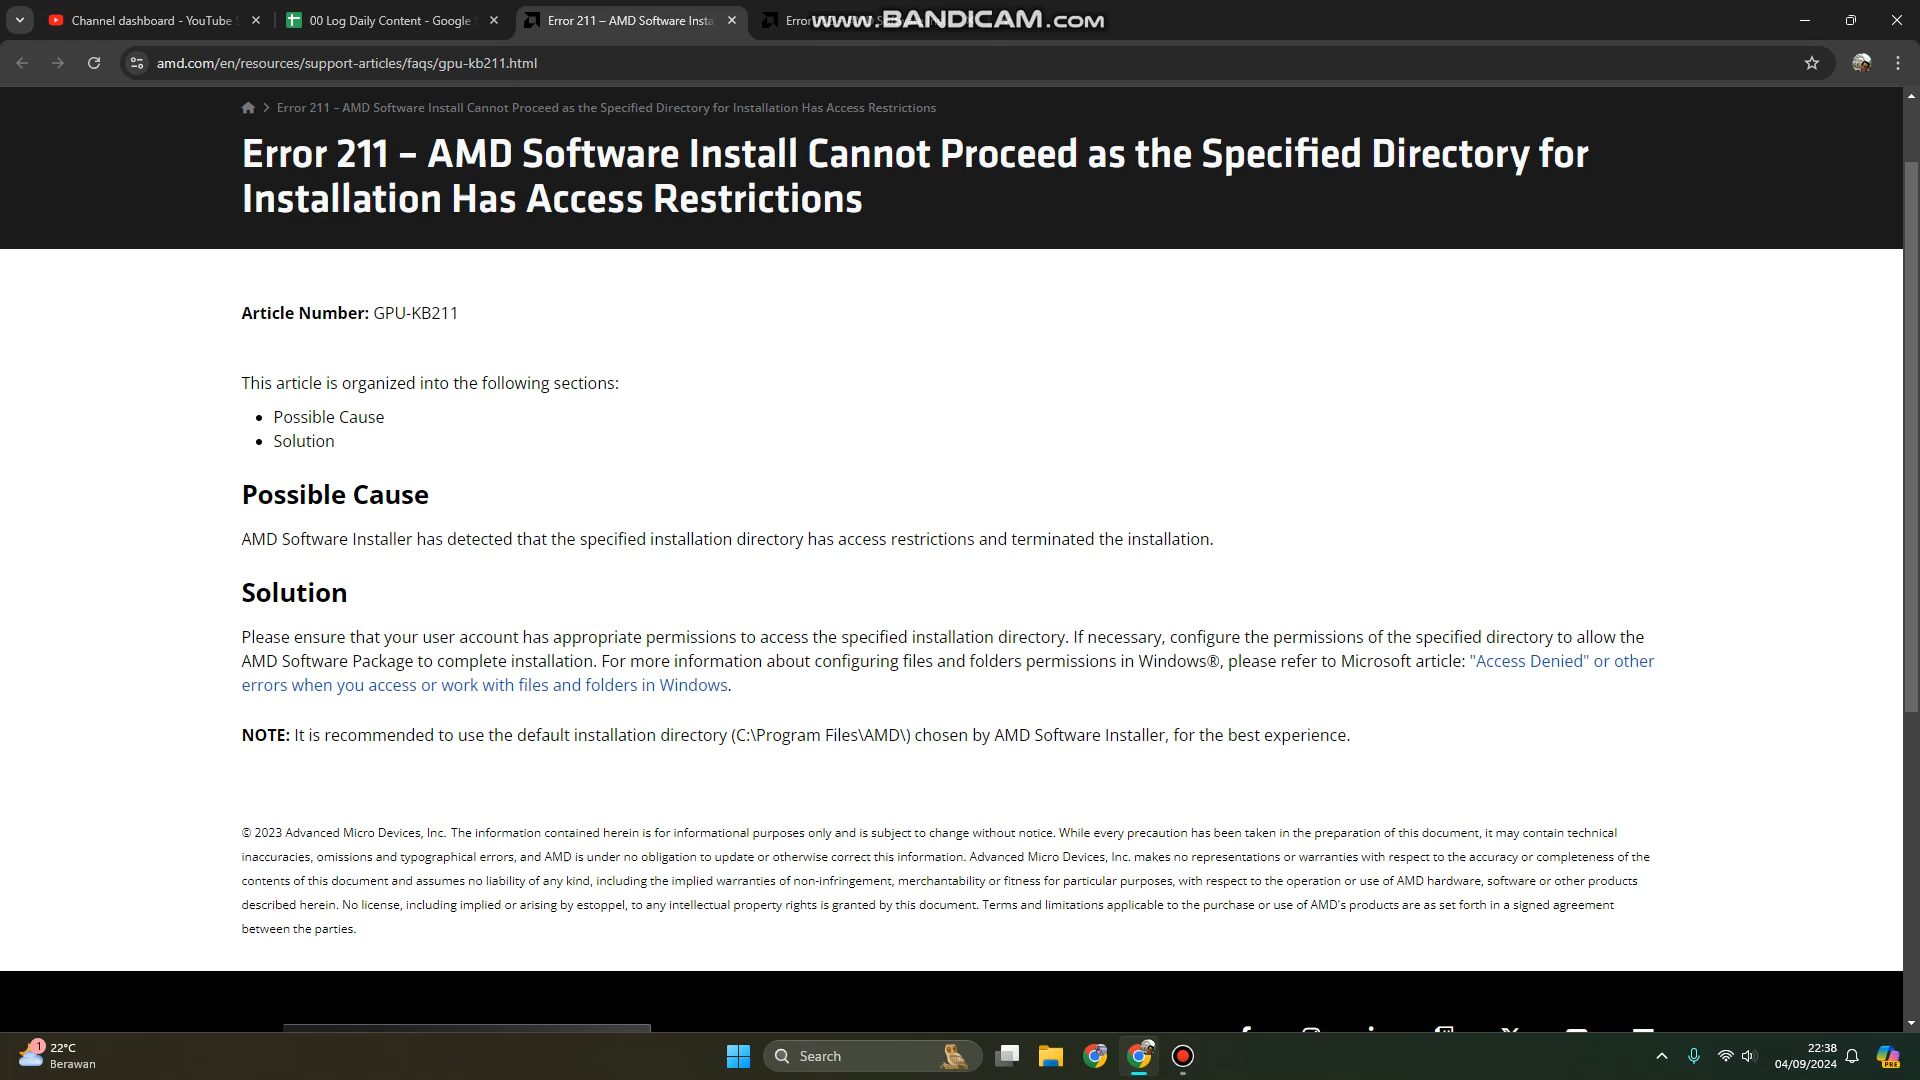 Channel dashboard - YouTube
00 Log Daily Content - Google
Error 211 – AMD Software Insta
Error
www.BANDICAM.com
amd.com/en/resources/support-articles/faqs/gpu-kb211.html
Error 211 – AMD Software Install Cannot Proceed as the Specified Directory for Installation Has Access Restrictions
Error 211 – AMD Software Install Cannot Proceed as the Specified Directory for
Installation Has Access Restrictions
Article Number: GPU-KB211
This article is organized into the following sections:
• Possible Cause
• Solution
Possible Cause
AMD Software Installer has detected that the specified installation directory has access restrictions and terminated the installation.
Solution
Please ensure that your user account has appropriate permissions to access the specified installation directory. If necessary, configure the permissions of the specified directory to allow the
AMD Software Package to complete installation. For more information about configuring files and folders permissions in Windows®, please refer to Microsoft article: "Access Denied" or other
errors when you access or work with files and folders in Windows.
NOTE: It is recommended to use the default installation directory (C:\Program Files\AMD\) chosen by AMD Software Installer, for the best experience.
© 2023 Advanced Micro Devices, Inc. The information contained herein is for informational purposes only and is subject to change without notice. While every precaution has been taken in the preparation of this document, it may contain technical
inaccuracies, omissions and typographical errors, and AMD is under no obligation to update or otherwise correct this information. Advanced Micro Devices, Inc. makes no representations or warranties with respect to the accuracy or completeness of the
contents of this document and assumes no liability of any kind, including the implied warranties of non-infringement, merchantability or fitness for particular purposes, with respect to the operation or use of AMD hardware, software or other products
described herein. No license, including implied or arising by estoppel, to any intellectual property rights is granted by this document. Terms and limitations applicable to the purchase or use of AMD's products are as set forth in a signed agreement
between the parties.
1
22°C
Berawan
Search
22:38
04/09/2024
PRE